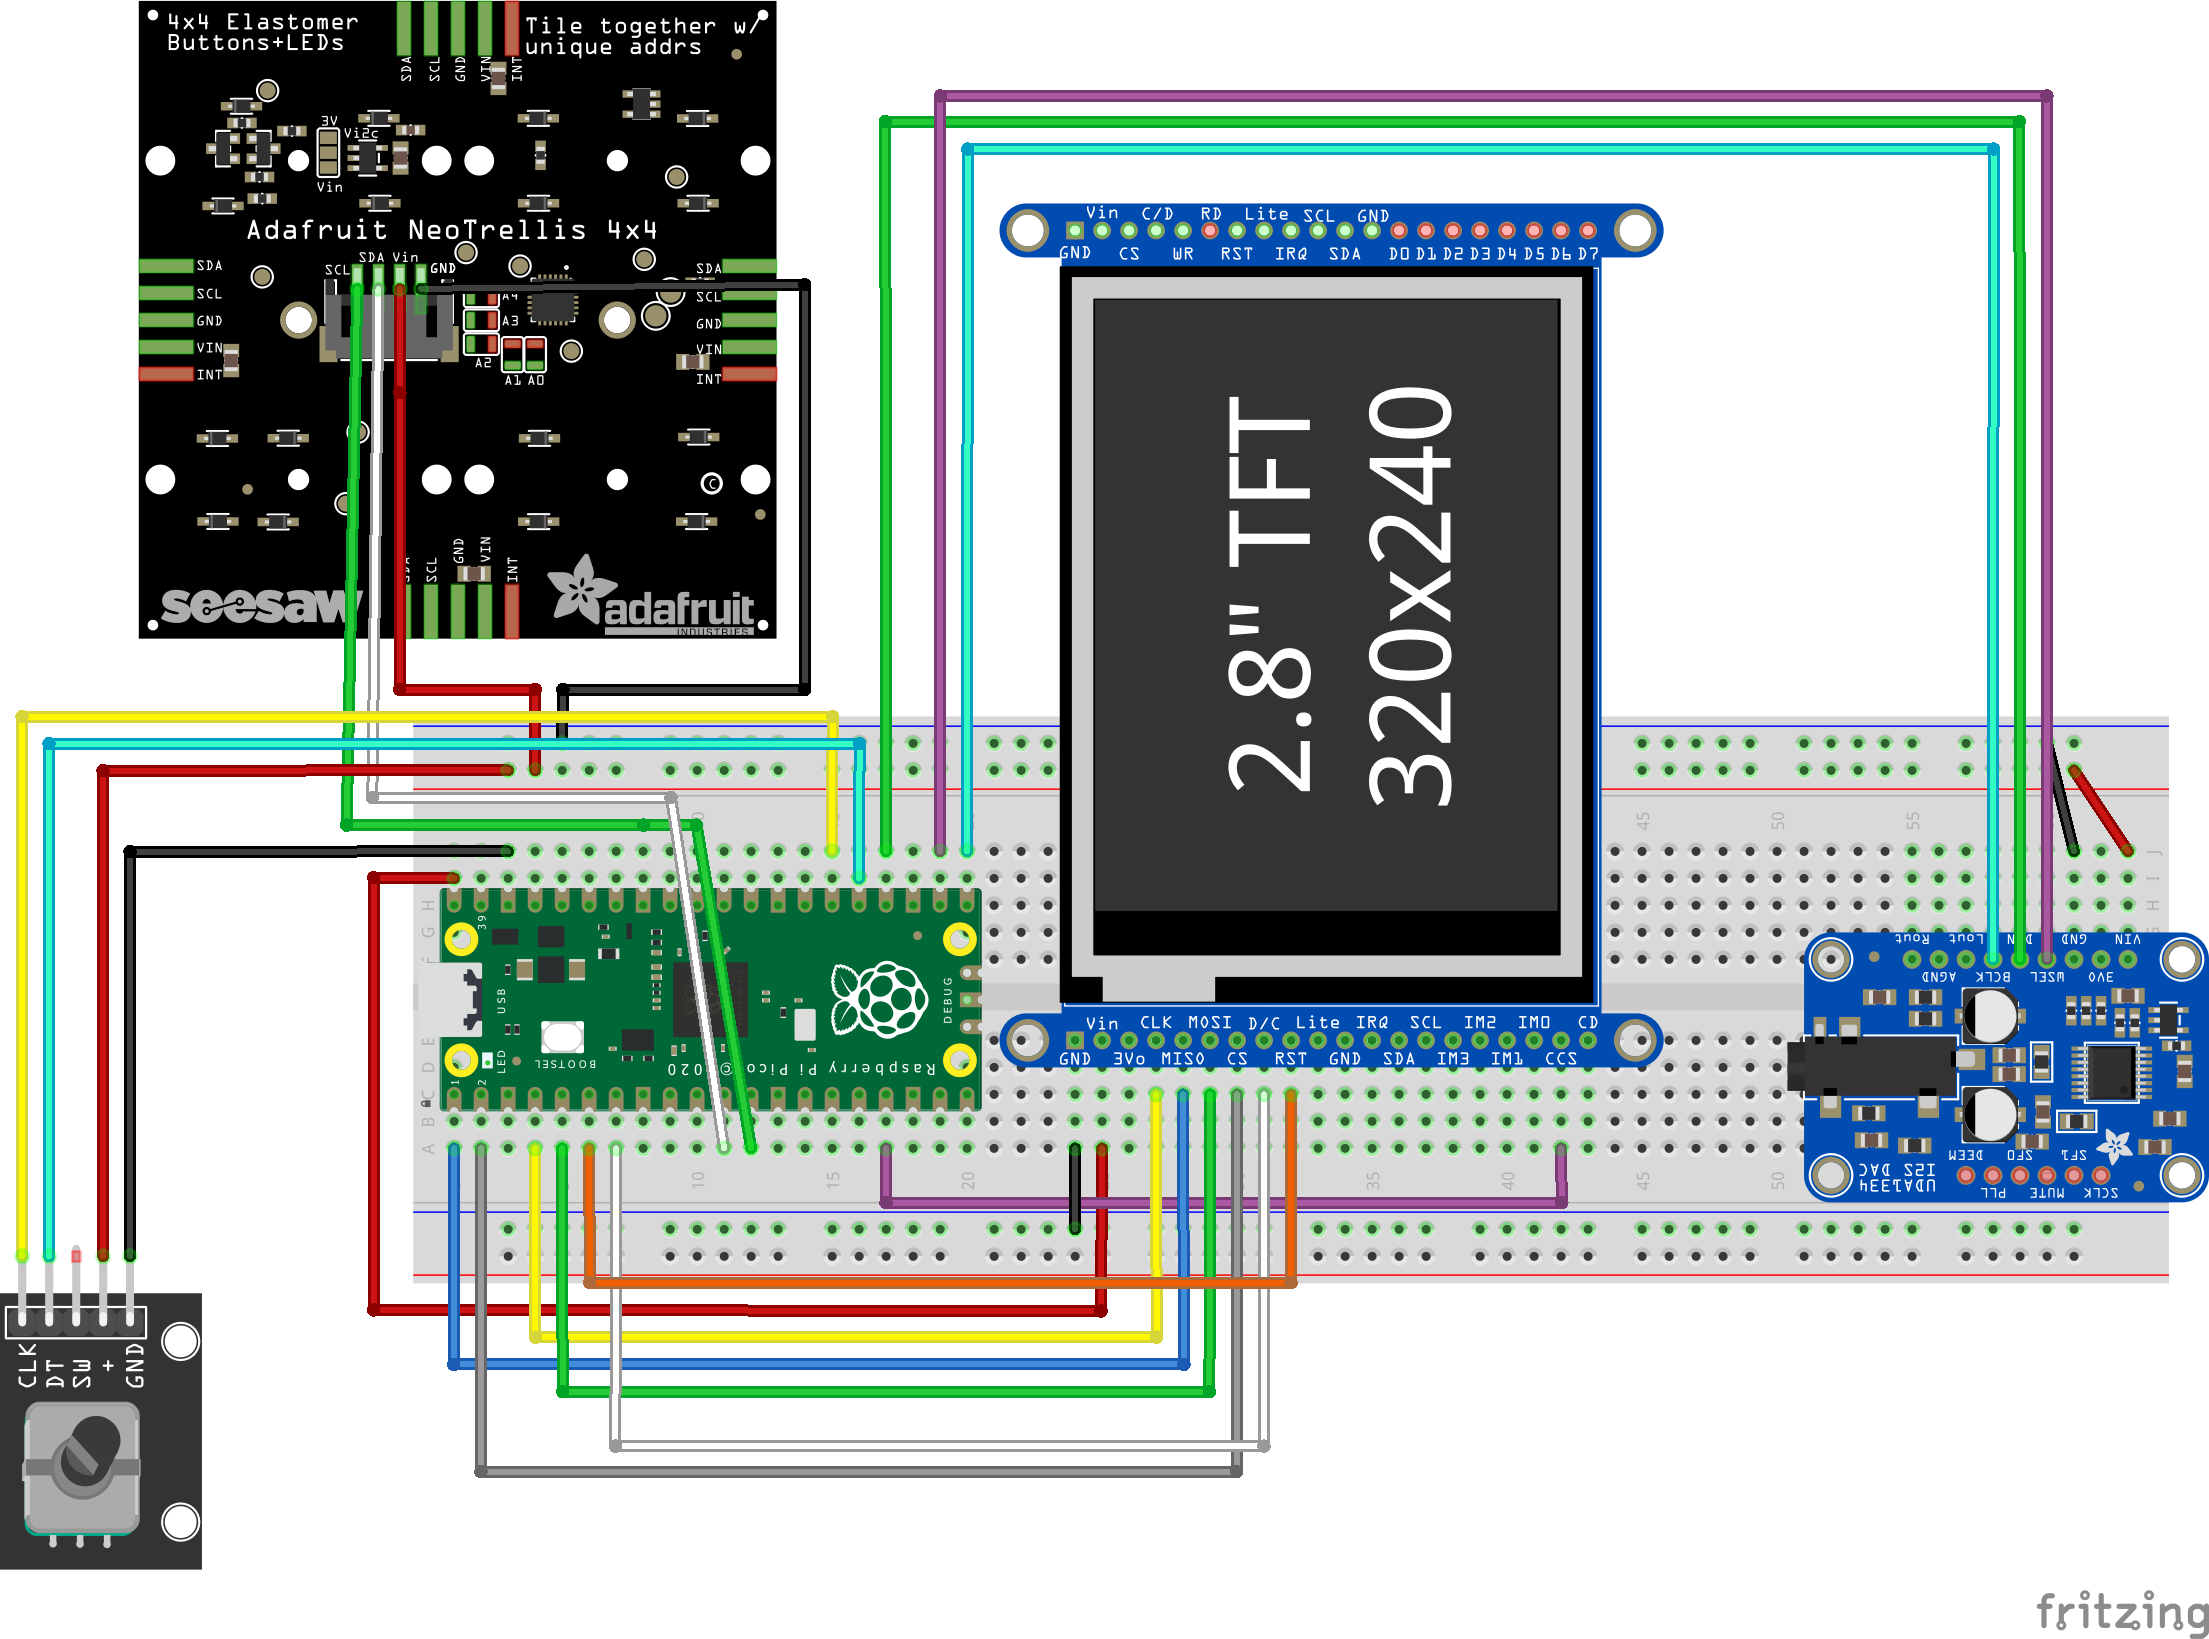 4x4 Elastomer
Buttons+LEDs
Tile together w/
unique addrs
SDA
SCL
GND
VIN
INT
3V
Vi2c
Vin
Adafruit NeoTrellis 4x4
SCL
SDA
Vin
GND
SDA
SCL
GND
VIN
INT
A4
A3
A2
A1
A0
SDA
SCL
GND
VIN
INT
SCL
GND
VIN
INT
seesaw
adafruit
INDUSTRIES
Vin C/D RD Lite SCL GND
GND CS WR RST IRQ SDA D0 D1 D2 D3 D4 D5 D6 D7
2.8" TFT
320x240
Vin CLK MOSI D/C Lite IRQ SCL IM2 IM0 CD
GND 3Vo MISO CS RST GND SDA IM3 IM1 CCS
45
50
55
J
I
H
G
E
D
C
B
A
10
15
20
35
40
45
50
39
USB
LED
BOOTSEL
1
2
DEBUG
Raspberry Pi Pico © 2020
Rout
Lout
DIN
GND
VIN
AGND
BCLK
WSEL
3VO
DEEM
SFO
SF1
PLL
MUTE
SCLK
UDA1334
I2S DAC
CLK
DT
SW
+
GND
fritzing